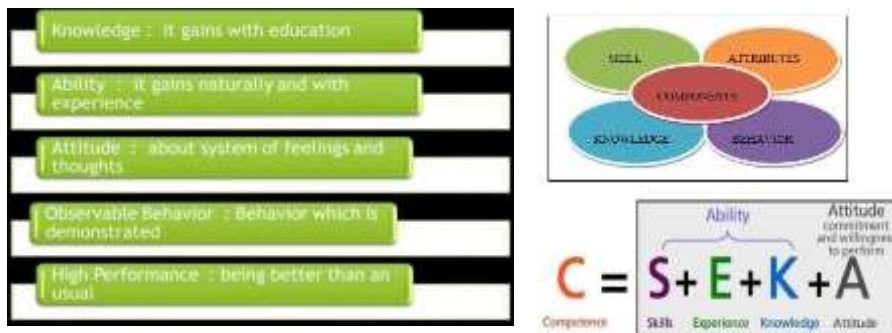 Knowledge : it gains with education
Ability : it gains naturally and with
experience
Attitude : about system of feelings and
thoughts
Observable Behavior : Behavior which is
demonstrated
High Performance : being better than an
usual
SKILL
ATTRIBUTES
COMPONENTS
KNOWLEDGE
BEHAVIOR
Ability
Attitude
commitment
and willingness
to perform
C = S+ E + K + A
Competence Skills Experience Knowledge Attitude